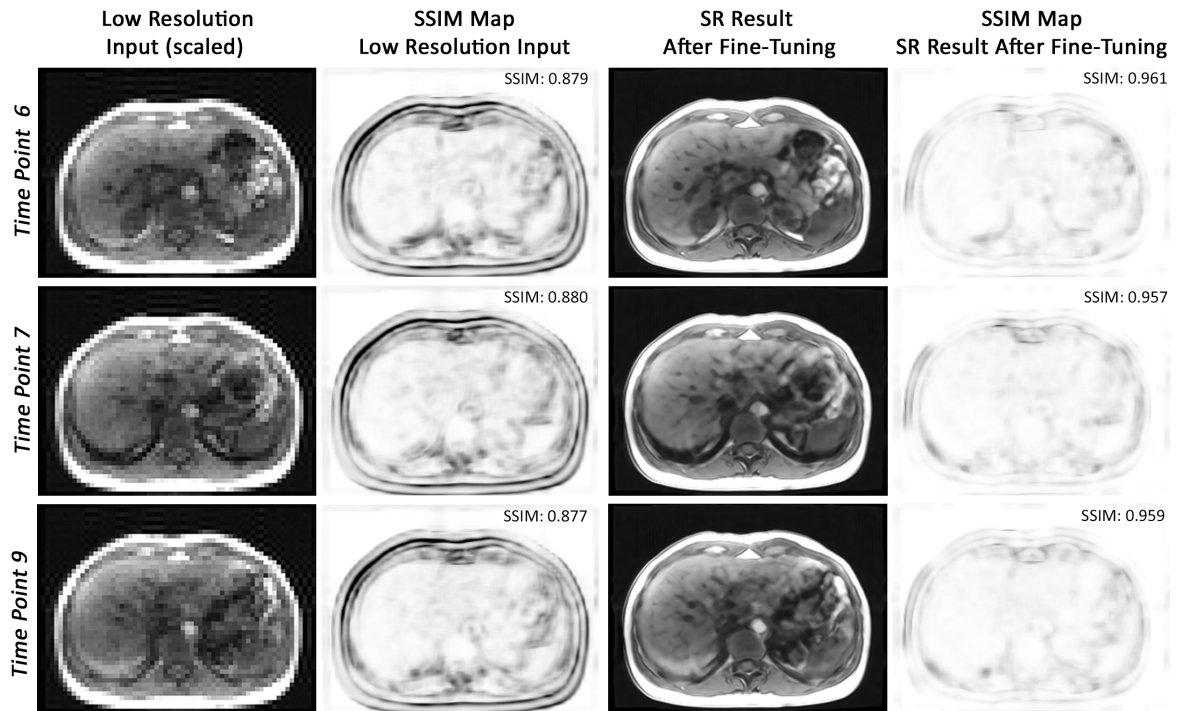 Low Resolution
Input (scaled)
SSIM Map
Low Resolution Input
SR Result
After Fine-Tuning
SSIM Map
SR Result After Fine-Tuning
Time Point 6
SSIM: 0.879
SSIM: 0.961
Time Point 7
SSIM: 0.880
SSIM: 0.957
Time Point 9
SSIM: 0.877
SSIM: 0.959